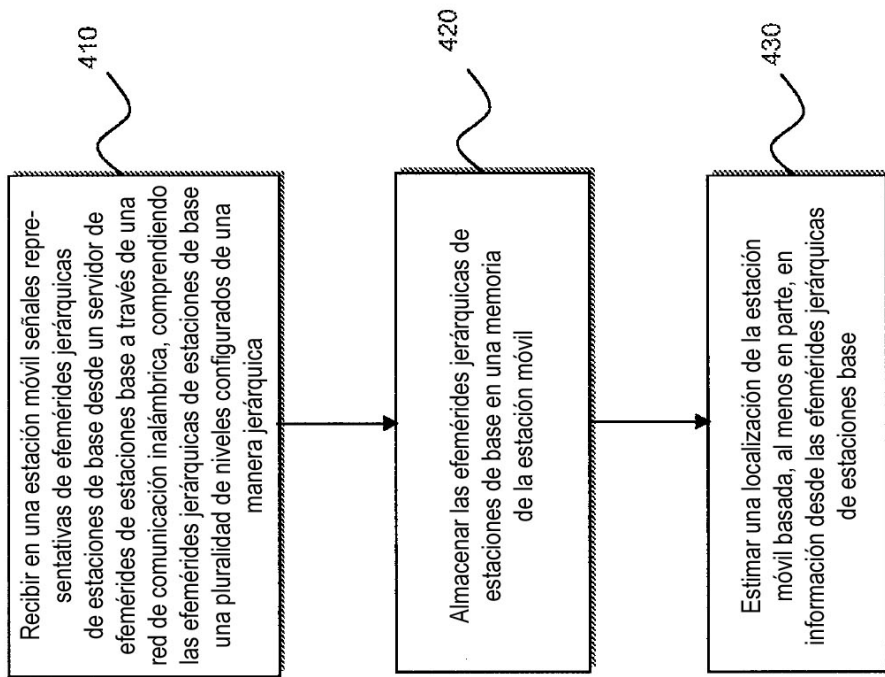 Recibir en una estación móvil señales repre-
sentativas de efemérides jerárquicas
de estaciones de base desde un servidor de
efemérides de estaciones base a través de una
red de comunicación inalámbrica, comprendiendo
las efemérides jerárquicas de estaciones de base
una pluralidad de niveles configurados de una
manera jerárquica
410
Almacenar las efemérides jerárquicas de
estaciones de base en una memoria
de la estación móvil
420
Estimar una localización de la estación
móvil basada, al menos en parte, en
información desde las efemérides jerárquicas
de estaciones base
430